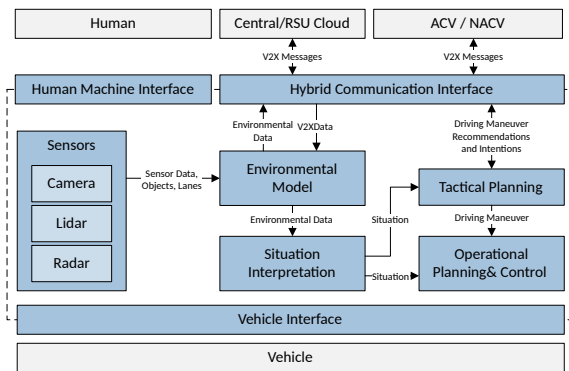 Human
Central/RSU Cloud
ACV / NACV
V2X Messages
V2X Messages
Human Machine Interface
Hybrid Communication Interface
Environmental
Data
V2XData
Driving Maneuver
Recommendations
and Intentions
Sensors
Camera
Lidar
Radar
Sensor Data,
Objects, Lanes
Environmental
Model
Tactical Planning
Environmental Data
Situation
Driving Maneuver
Situation
Interpretation
Situation
Operational
Planning& Control
Vehicle Interface
Vehicle